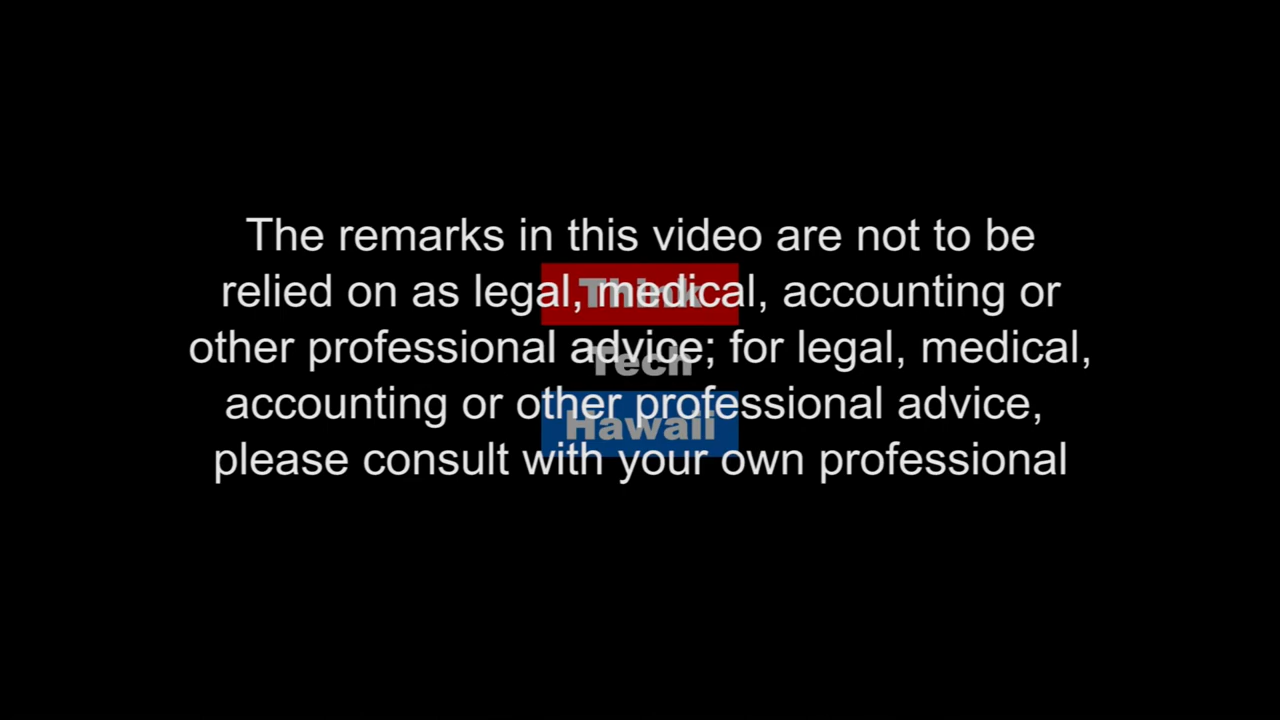 The remarks in this video are not to be
relied on as legal, medical, accounting or
other professional advice; for legal, medical,
accounting or other professional advice,
please consult with your own professional
Think
Tech
Hawaii